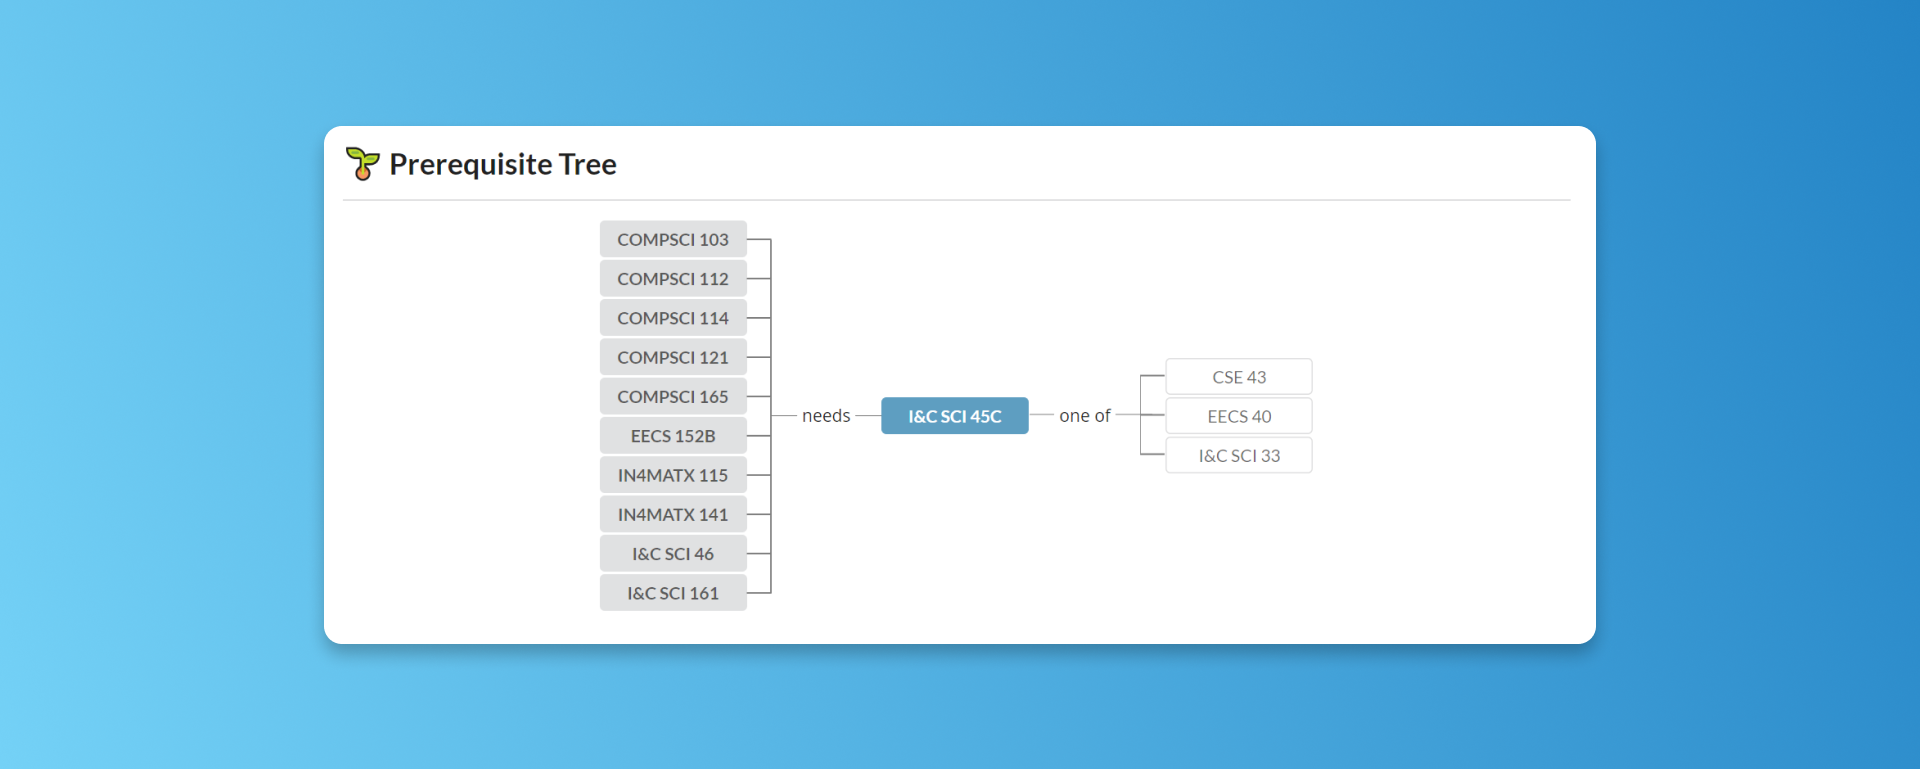 Prerequisite Tree
COMPSCI 103
COMPSCI 112
COMPSCI 114
COMPSCI 121
COMPSCI 165
EECS 152B
IN4MATX 115
IN4MATX 141
I&C SCI 46
I&C SCI 161
needs
I&C SCI 45C
one of
CSE 43
EECS 40
I&C SCI 33